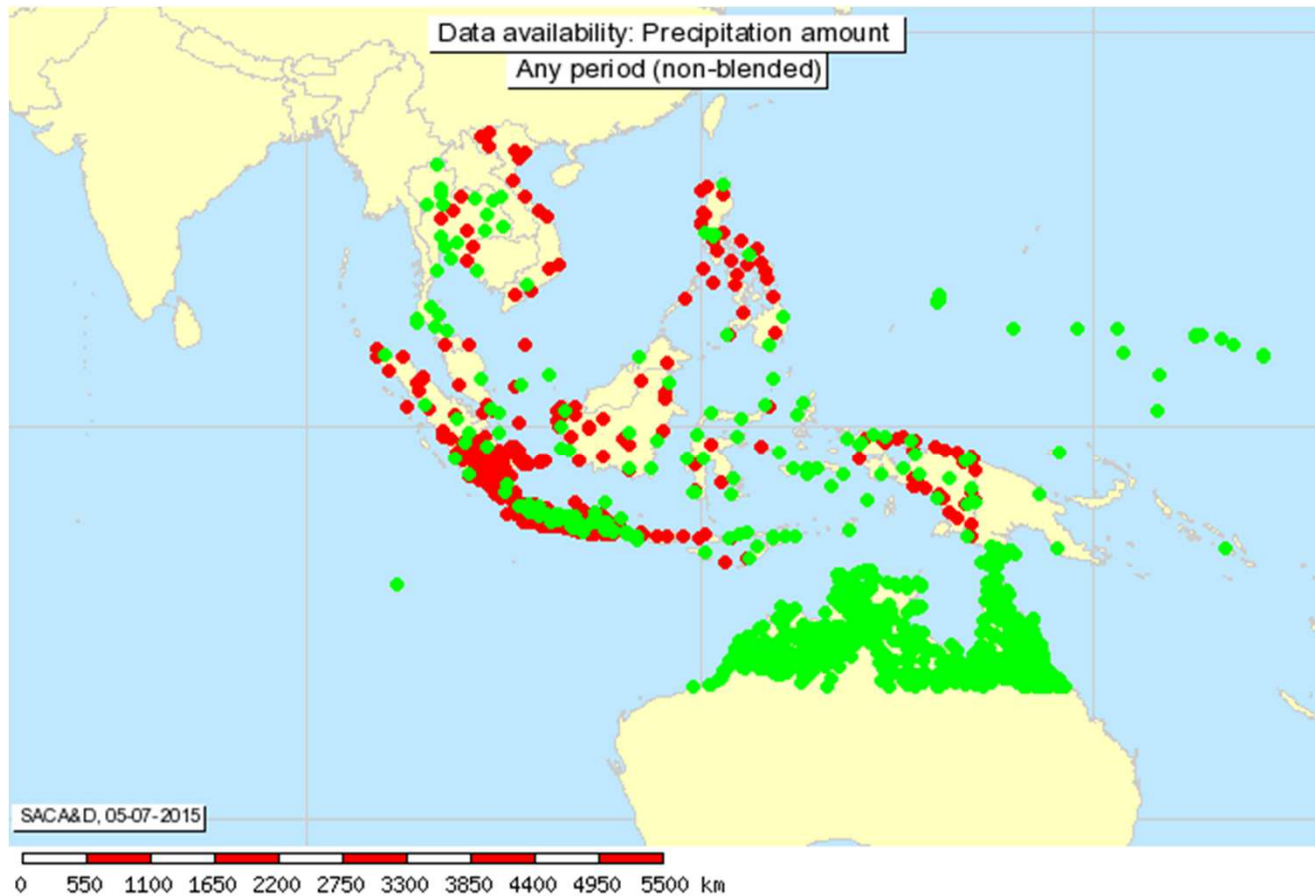 Data availability: Precipitation amount
Any period (non-blended)
SACA&D, 05-07-2015
0 550 1100 1650 2200 2750 3300 3850 4400 4950 5500 km